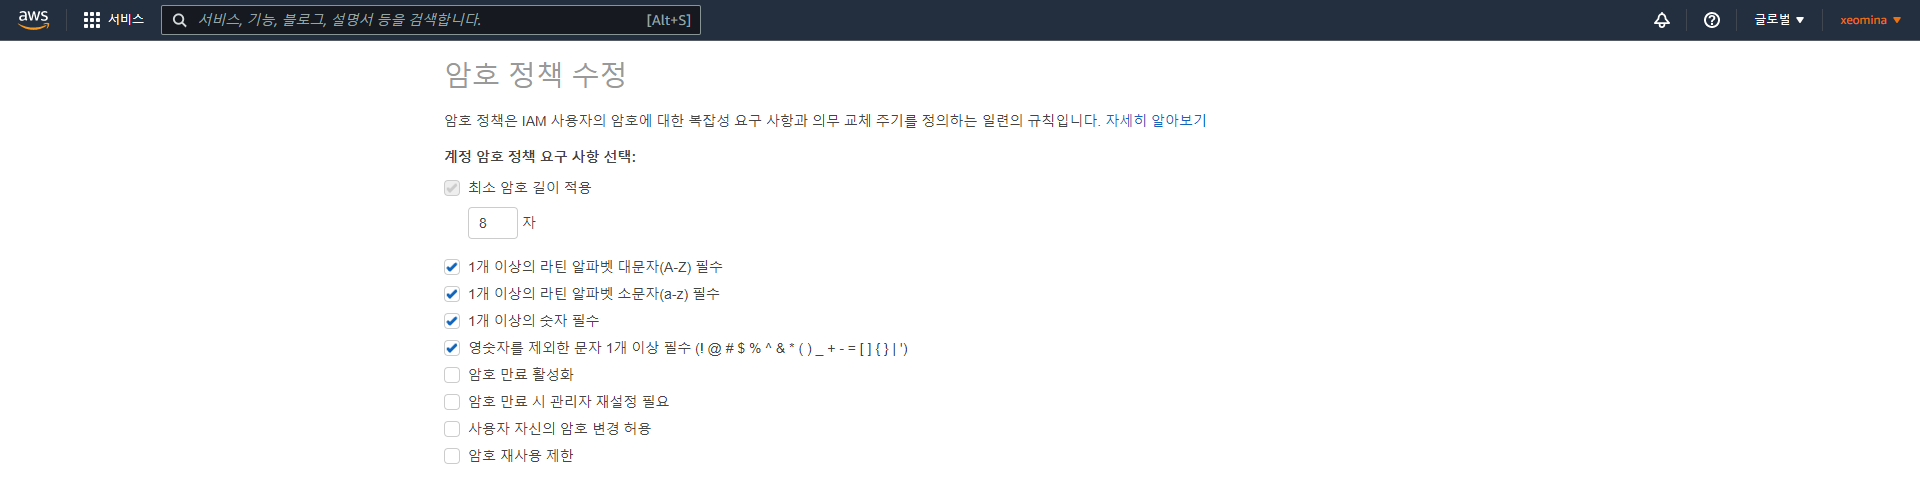 aws 서비스 서비스, 기능, 블로그, 설명서 등을 검색합니다. [Alt+S] 글로벌 xeomina
암호 정책 수정
암호 정책은 IAM 사용자의 암호에 대한 복잡성 요구 사항과 의무 교체 주기를 정의하는 일련의 규칙입니다. 자세히 알아보기
계정 암호 정책 요구 사항 선택:
최소 암호 길이 적용
8 자
1개 이상의 라틴 알파벳 대문자(A-Z) 필수
1개 이상의 라틴 알파벳 소문자(a-z) 필수
1개 이상의 숫자 필수
영숫자를 제외한 문자 1개 이상 필수 (! @ # $ % ^ & * ( ) _ + - = [ ] { } | ')
암호 만료 활성화
암호 만료 시 관리자 재설정 필요
사용자 자신의 암호 변경 허용
암호 재사용 제한